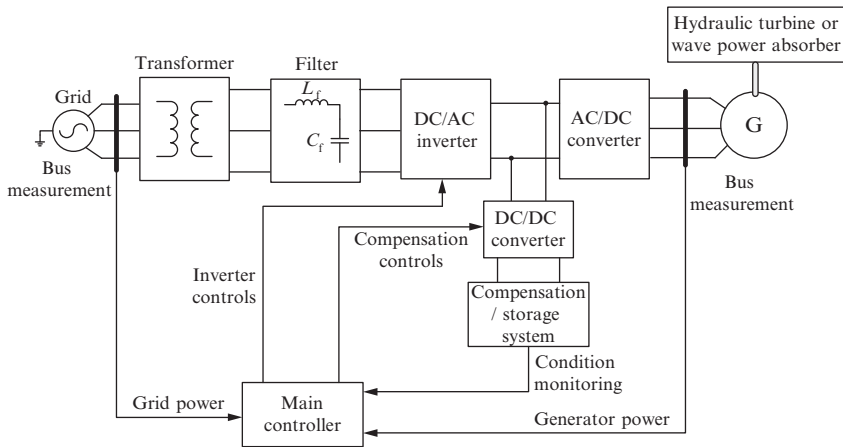 Hydraulic turbine or
wave power absorber
Transformer
Filter
Grid
L_f
C_f
DC/AC
inverter
AC/DC
converter
G
Bus
measurement
Bus
measurement
DC/DC
converter
Compensation
controls
Inverter
controls
Compensation
/ storage
system
Condition
monitoring
Grid power
Main
controller
Generator power